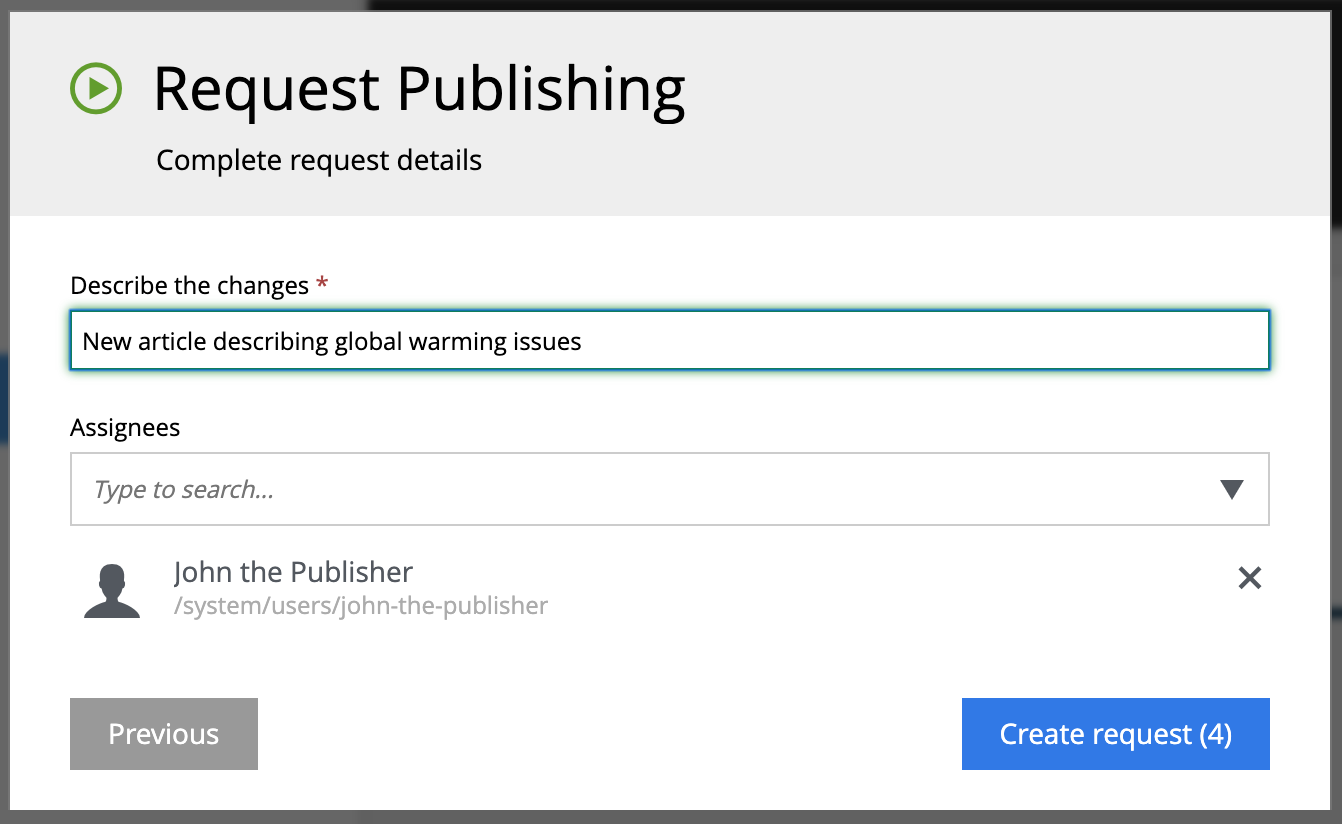 Request Publishing
Complete request details
Describe the changes *
New article describing global warming issues
Assignees
Type to search...
John the Publisher
/system/users/john-the-publisher
Previous
Create request (4)